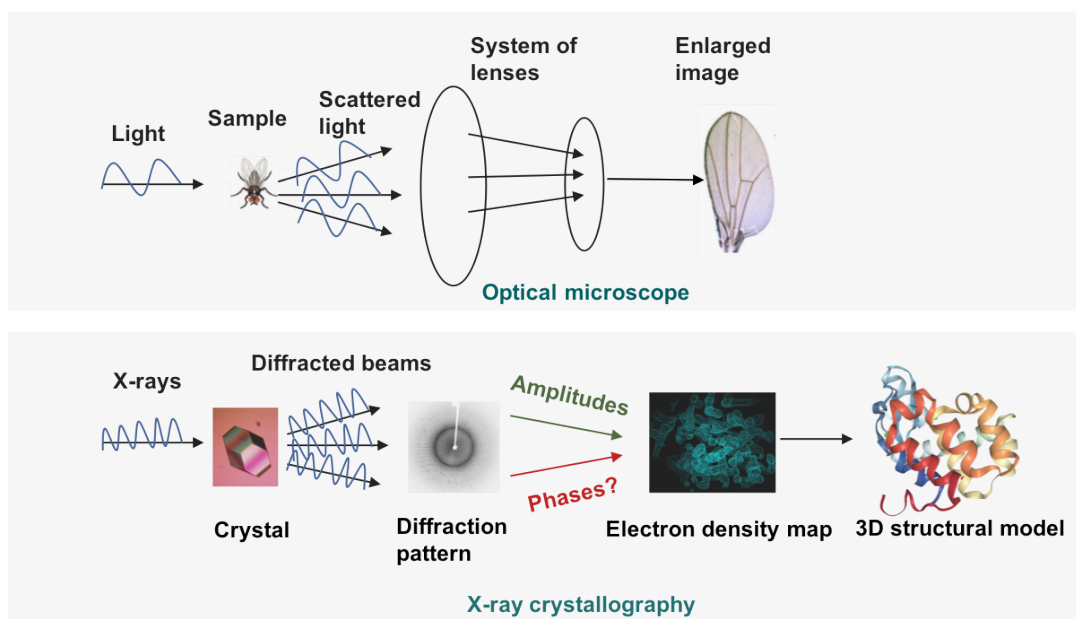 Light
Sample
Scattered
light
System of
lenses
Enlarged
image
Optical microscope
X-rays
Diffracted beams
Amplitudes
Phases?
Crystal
Diffraction
pattern
Electron density map
3D structural model
X-ray crystallography